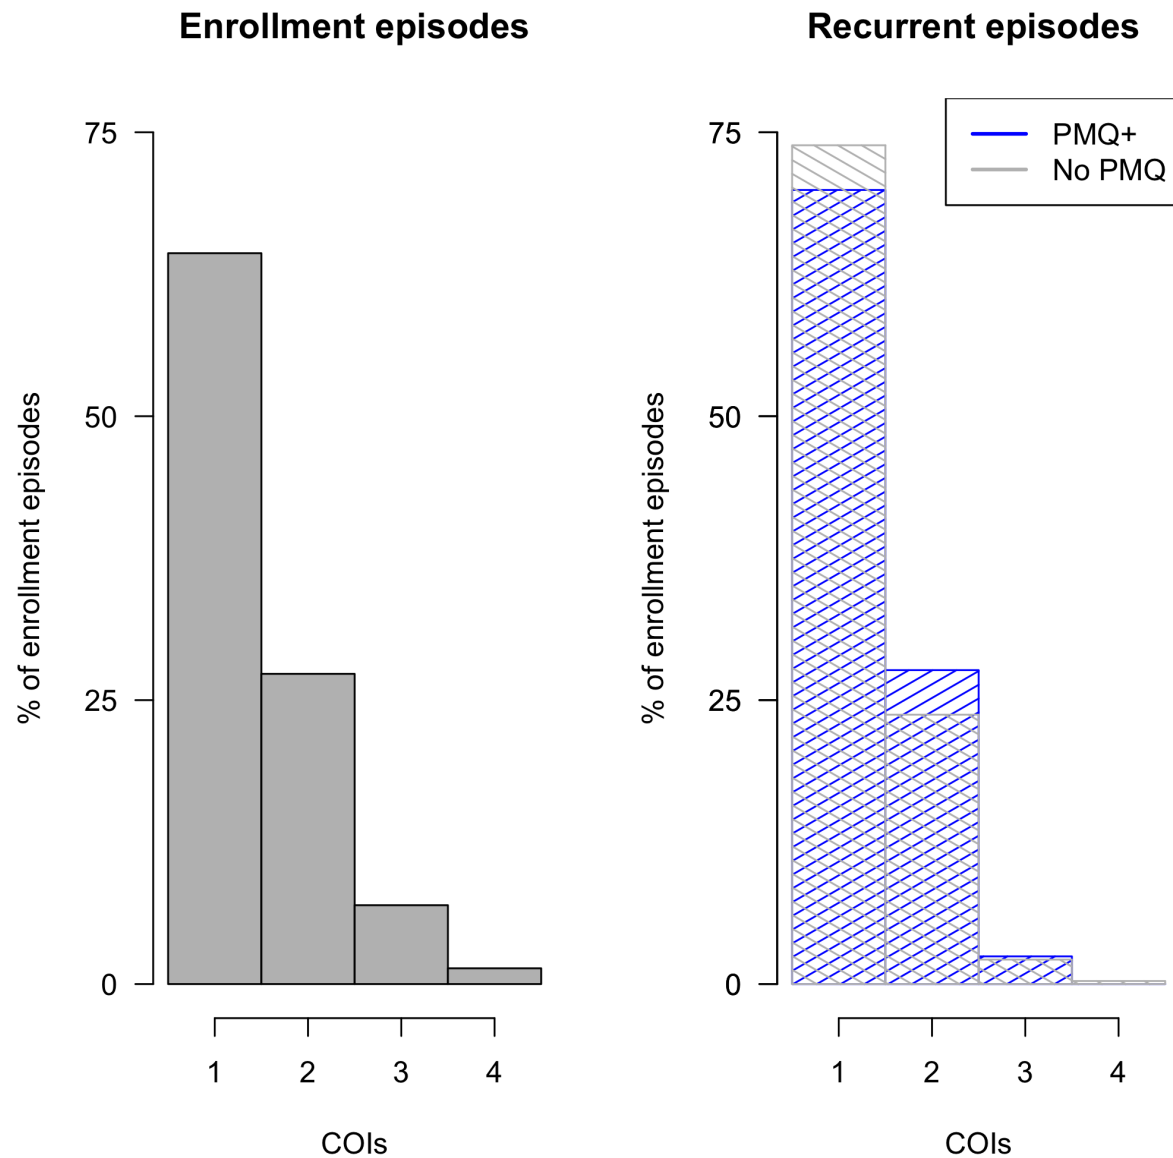 Enrollment episodes
% of enrollment episodes
75
50
25
0
1 2 3 4
COIs
Recurrent episodes
% of enrollment episodes
75
50
25
0
PMQ+
No PMQ
1 2 3 4
COIs